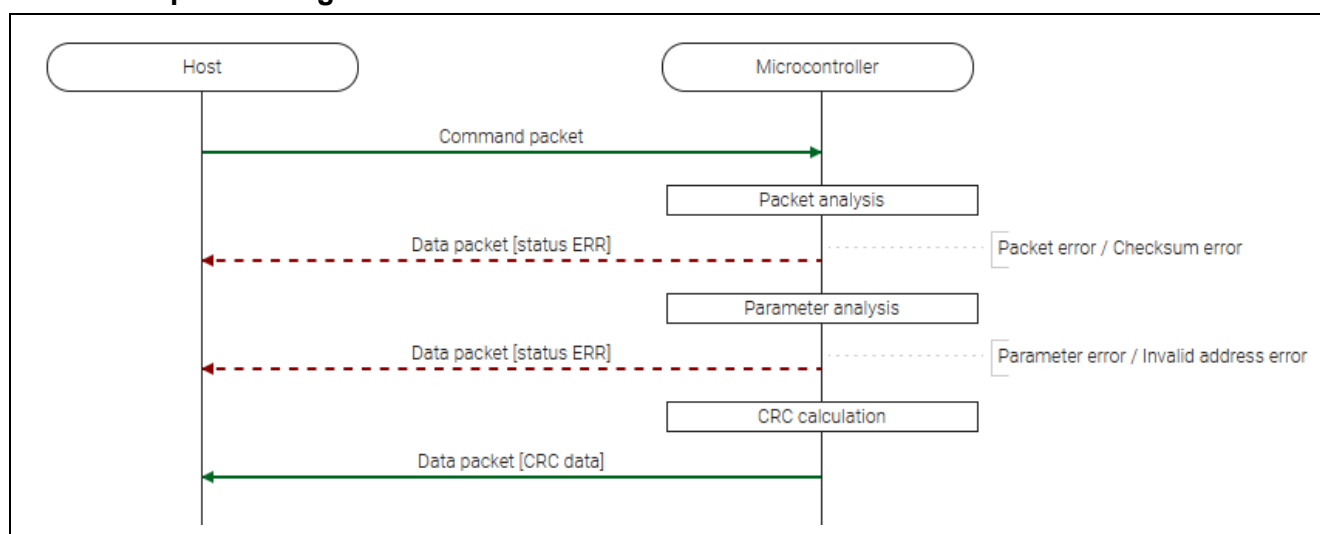 Host
Microcontroller
Command packet
Packet analysis
Data packet [status ERR]
Packet error / Checksum error
Parameter analysis
Data packet [status ERR]
Parameter error / Invalid address error
CRC calculation
Data packet [CRC data]